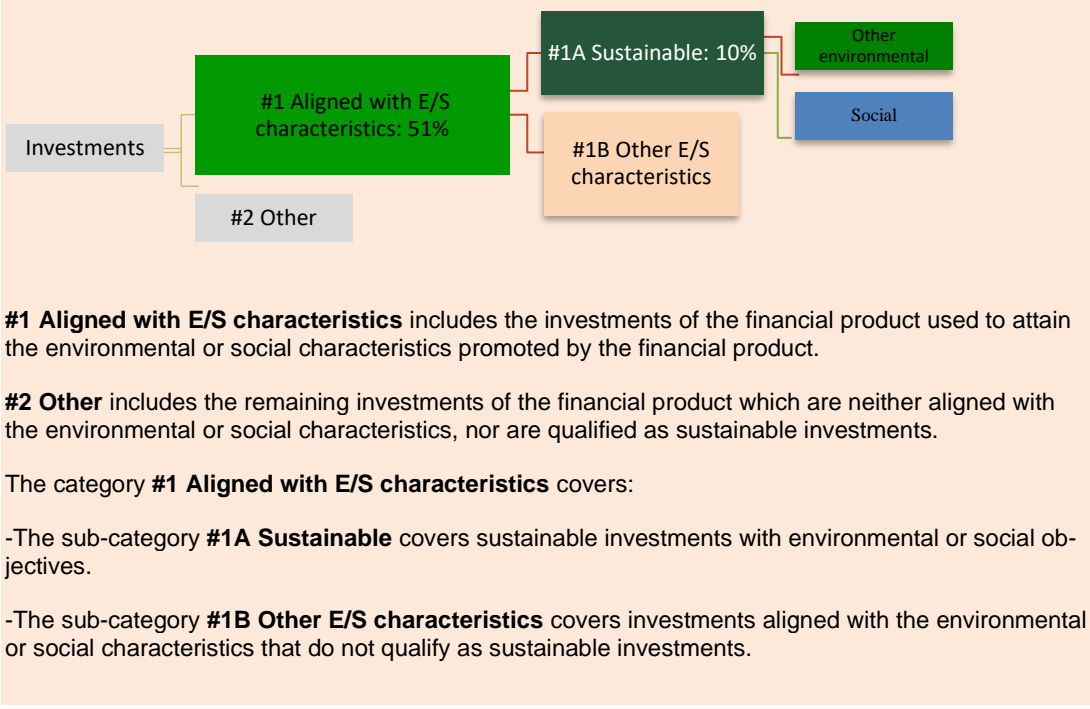 Investments
#1 Aligned with E/S
characteristics: 51%
#2 Other
#1A Sustainable: 10%
#1B Other E/S
characteristics
Other
environmental
Social
#1 Aligned with E/S characteristics includes the investments of the financial product used to attain
the environmental or social characteristics promoted by the financial product.
#2 Other includes the remaining investments of the financial product which are neither aligned with
the environmental or social characteristics, nor are qualified as sustainable investments.
The category #1 Aligned with E/S characteristics covers:
-The sub-category #1A Sustainable covers sustainable investments with environmental or social ob-
jectives.
-The sub-category #1B Other E/S characteristics covers investments aligned with the environmental
or social characteristics that do not qualify as sustainable investments.